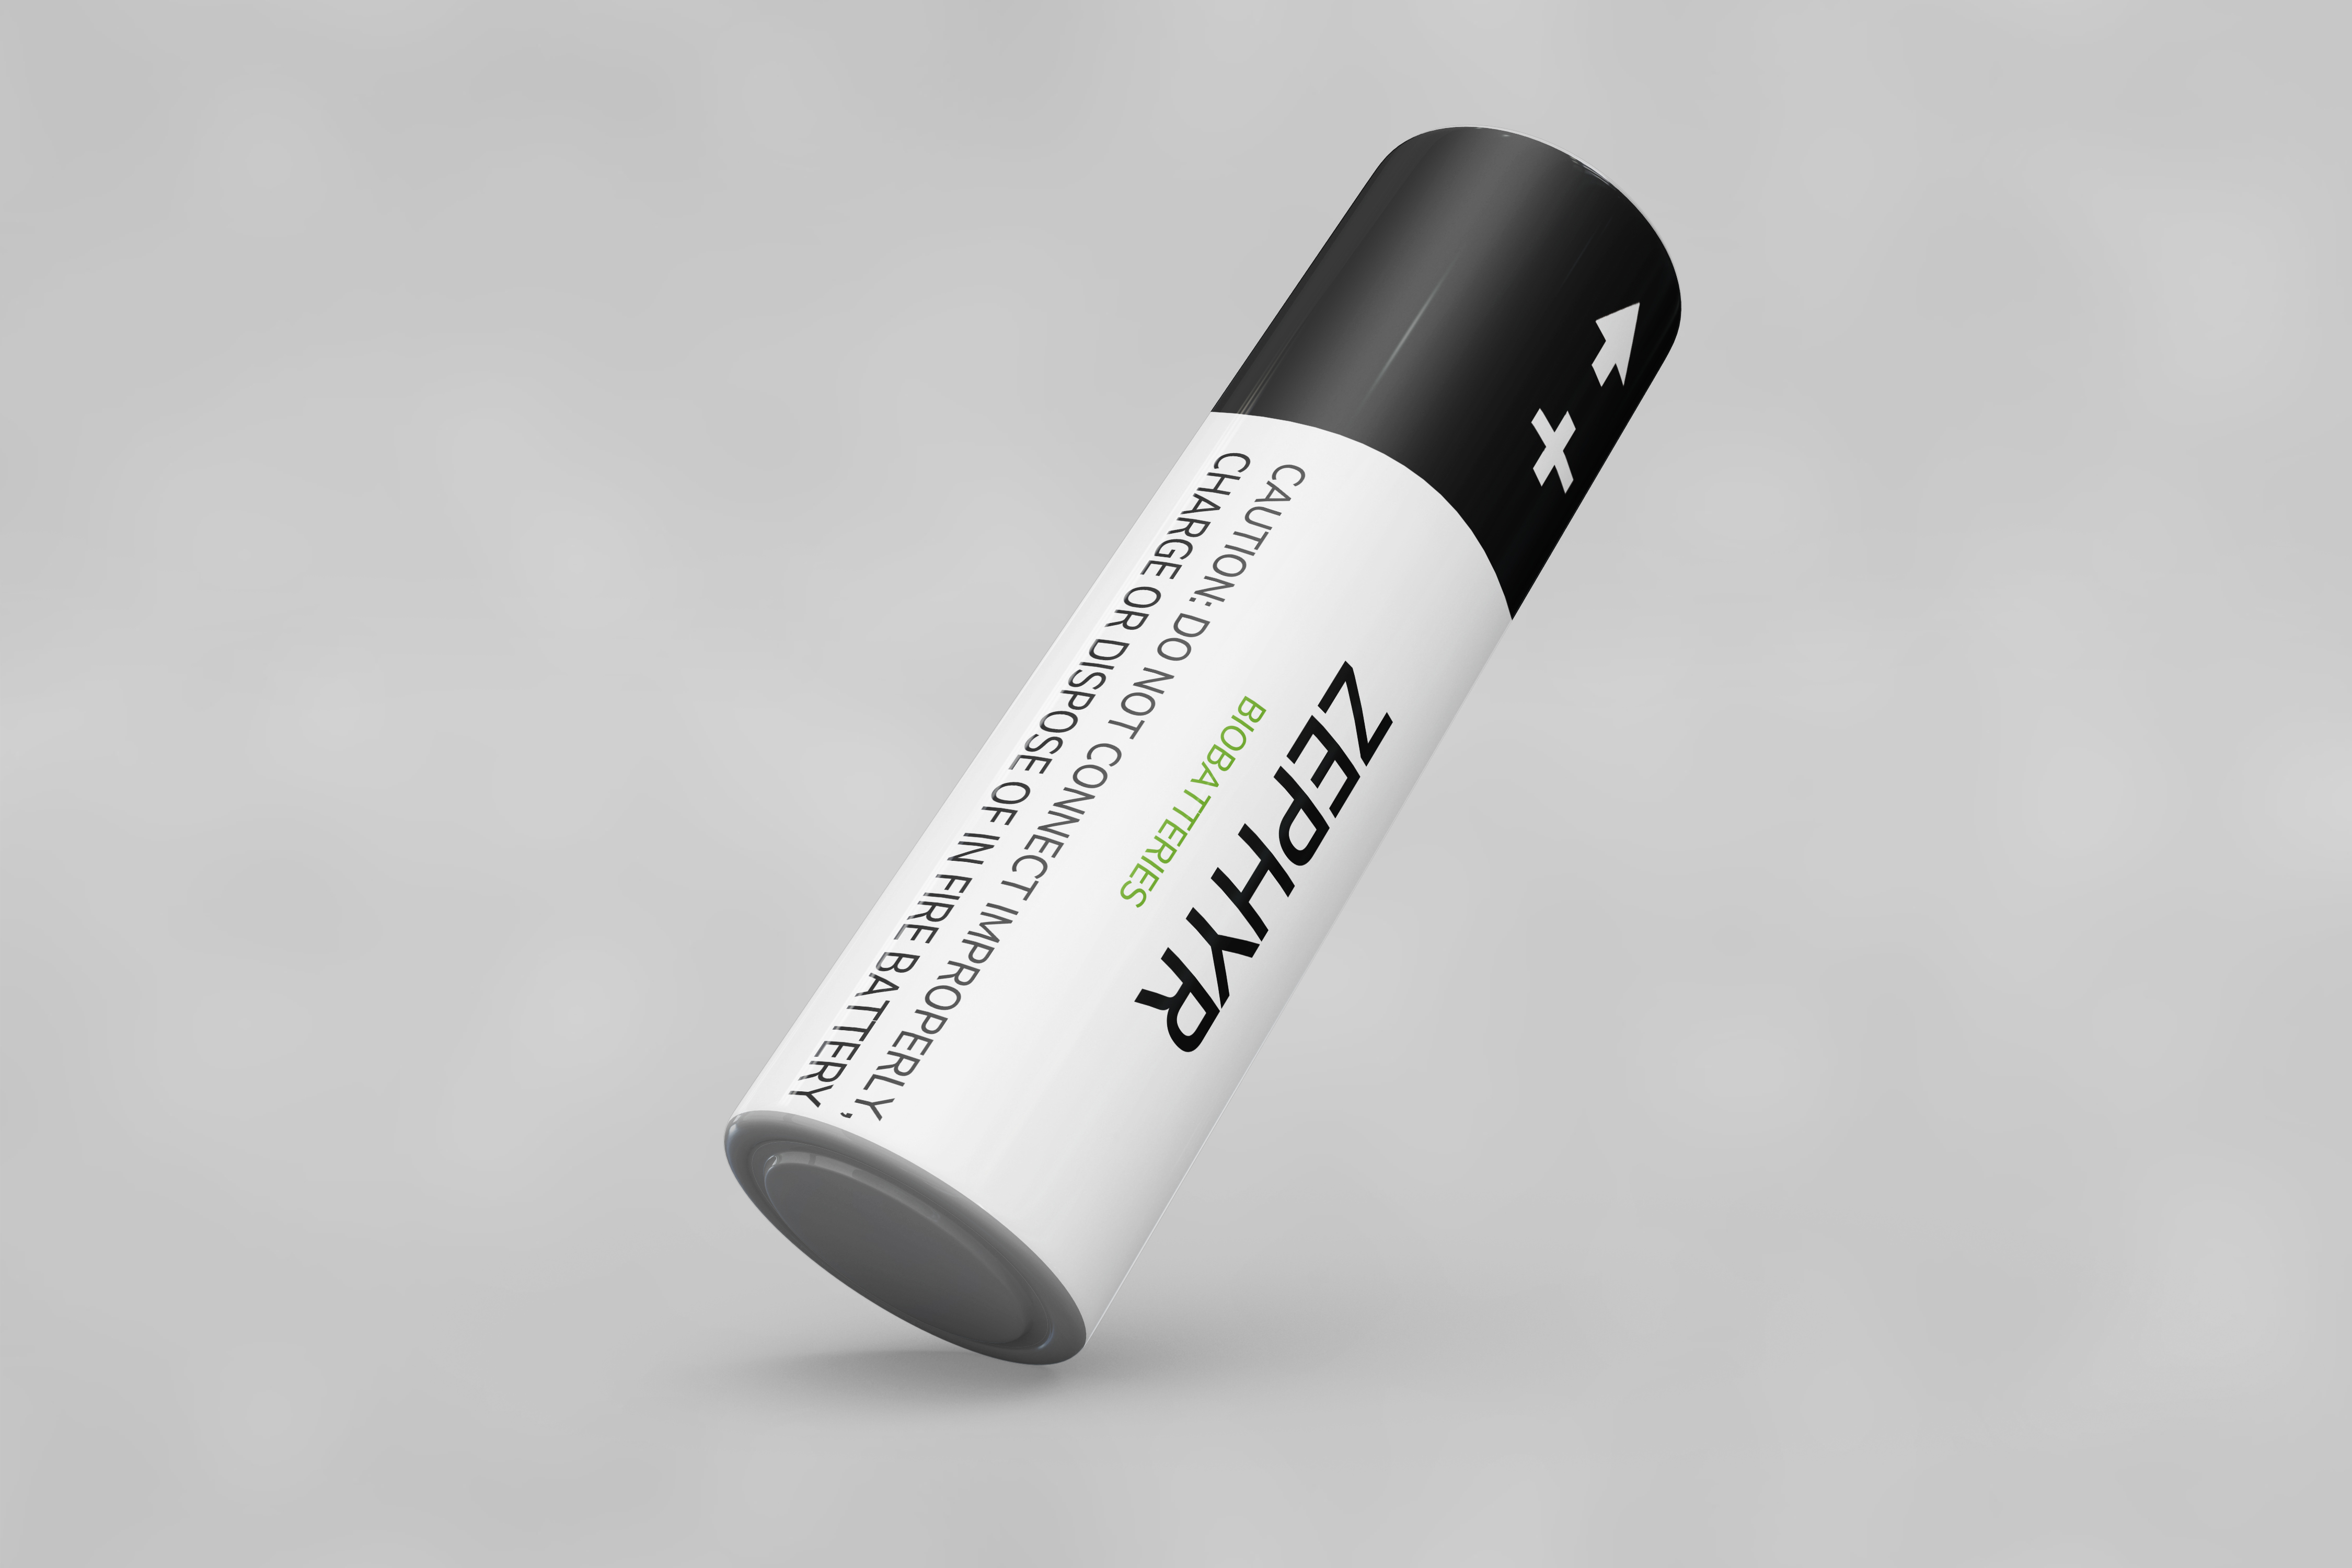 ZEPHYR
BIOBATTERIES
CAUTION: DO NOT CONNECT IMPROPERLY,
CHARGE OR DISPOSE OF IN FIRE BATTERY
+